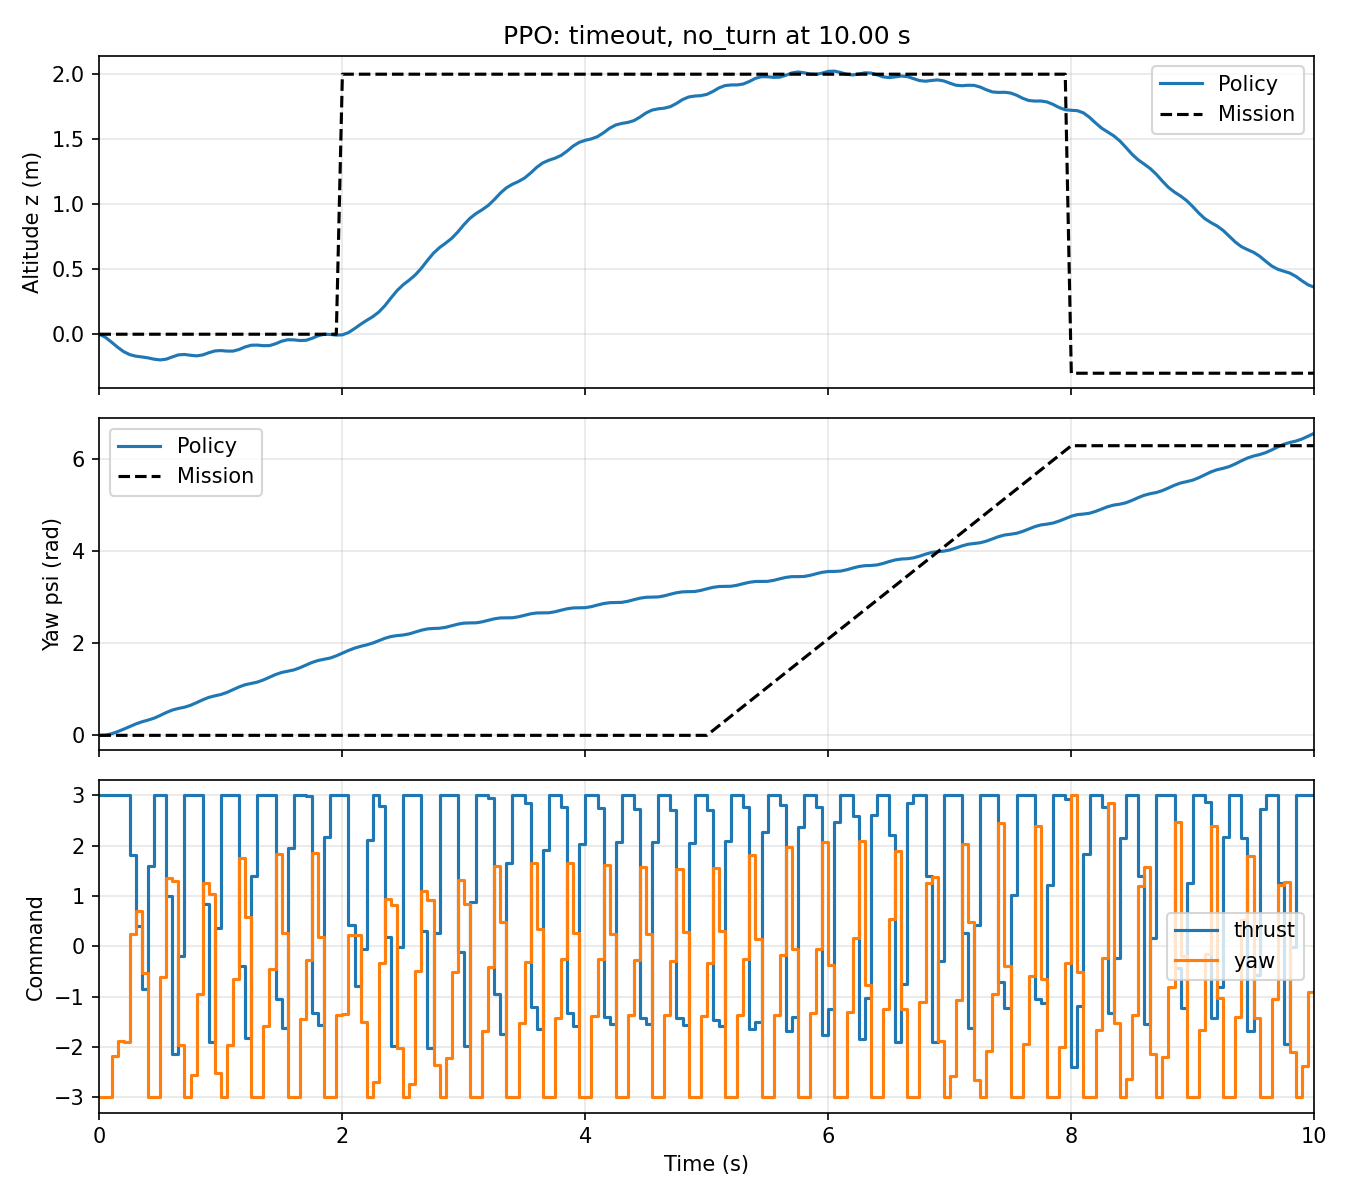 PPO: timeout, no_turn at 10.00 s
Altitude z (m)
2.0
1.5
1.0
0.5
0.0
Policy
Mission
Yaw psi (rad)
6
4
2
0
Policy
Mission
Command
3
2
1
0
−1
−2
−3
thrust
yaw
0 2 4 6 8 10
Time (s)